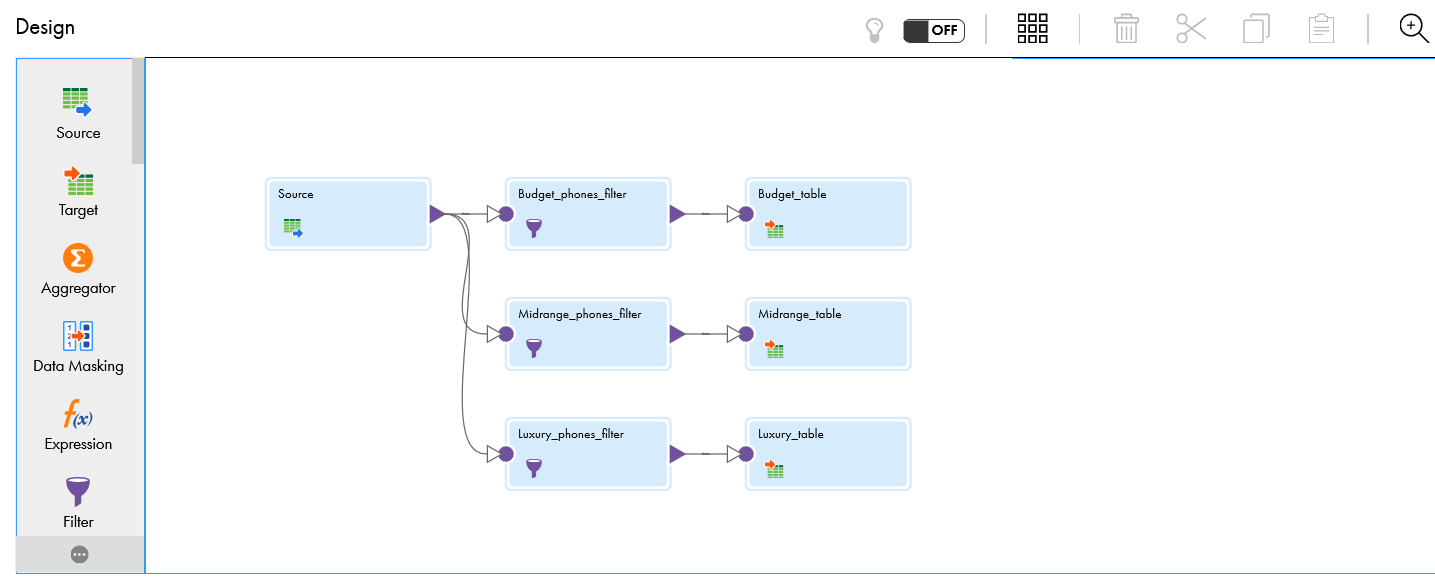 Design
OFF
Source
Target
Aggregator
Data Masking
Expression
Filter
Source
Budget_phones_filter
Budget_table
Midrange_phones_filter
Midrange_table
Luxury_phones_filter
Luxury_table